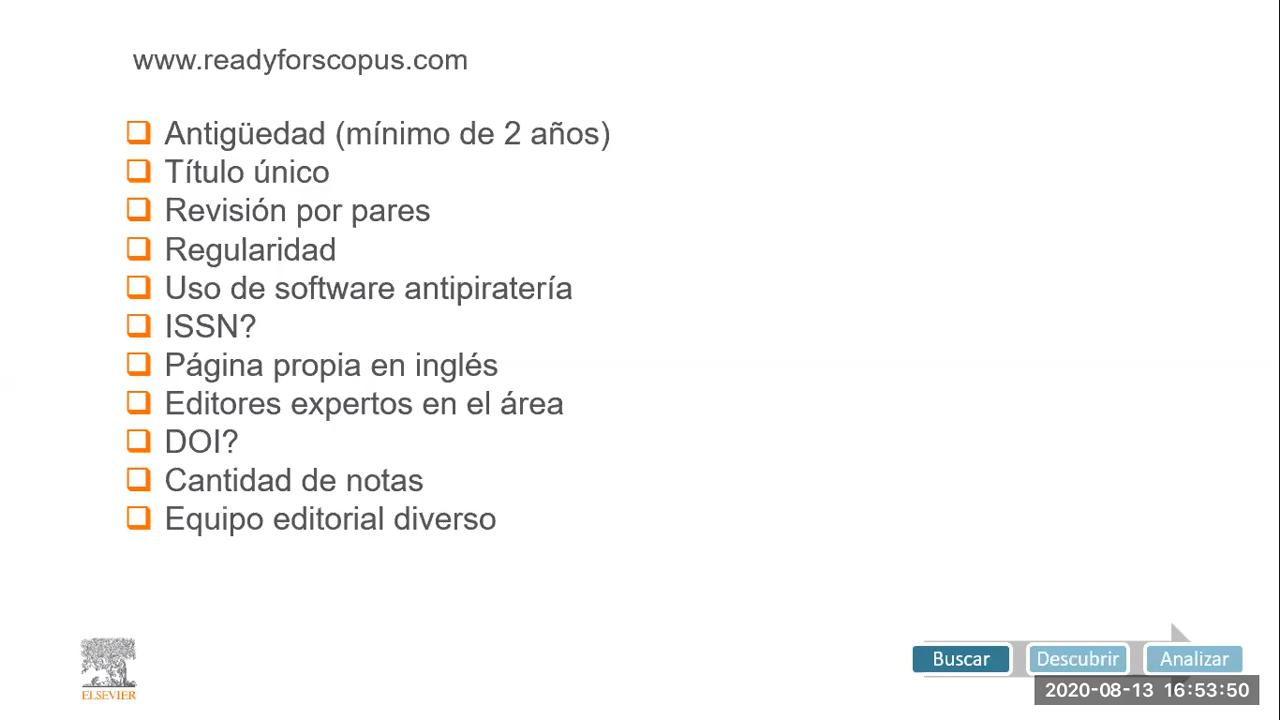 www.readyforscopus.com
Antigüedad (mínimo de 2 años)
Título único
Revisión por pares
Regularidad
Uso de software antipiratería
ISSN?
Página propia en inglés
Editores expertos en el área
DOI?
Cantidad de notas
Equipo editorial diverso
ELSEVIER
Buscar
Descubrir
Analizar
2020-08-13 16:53:50